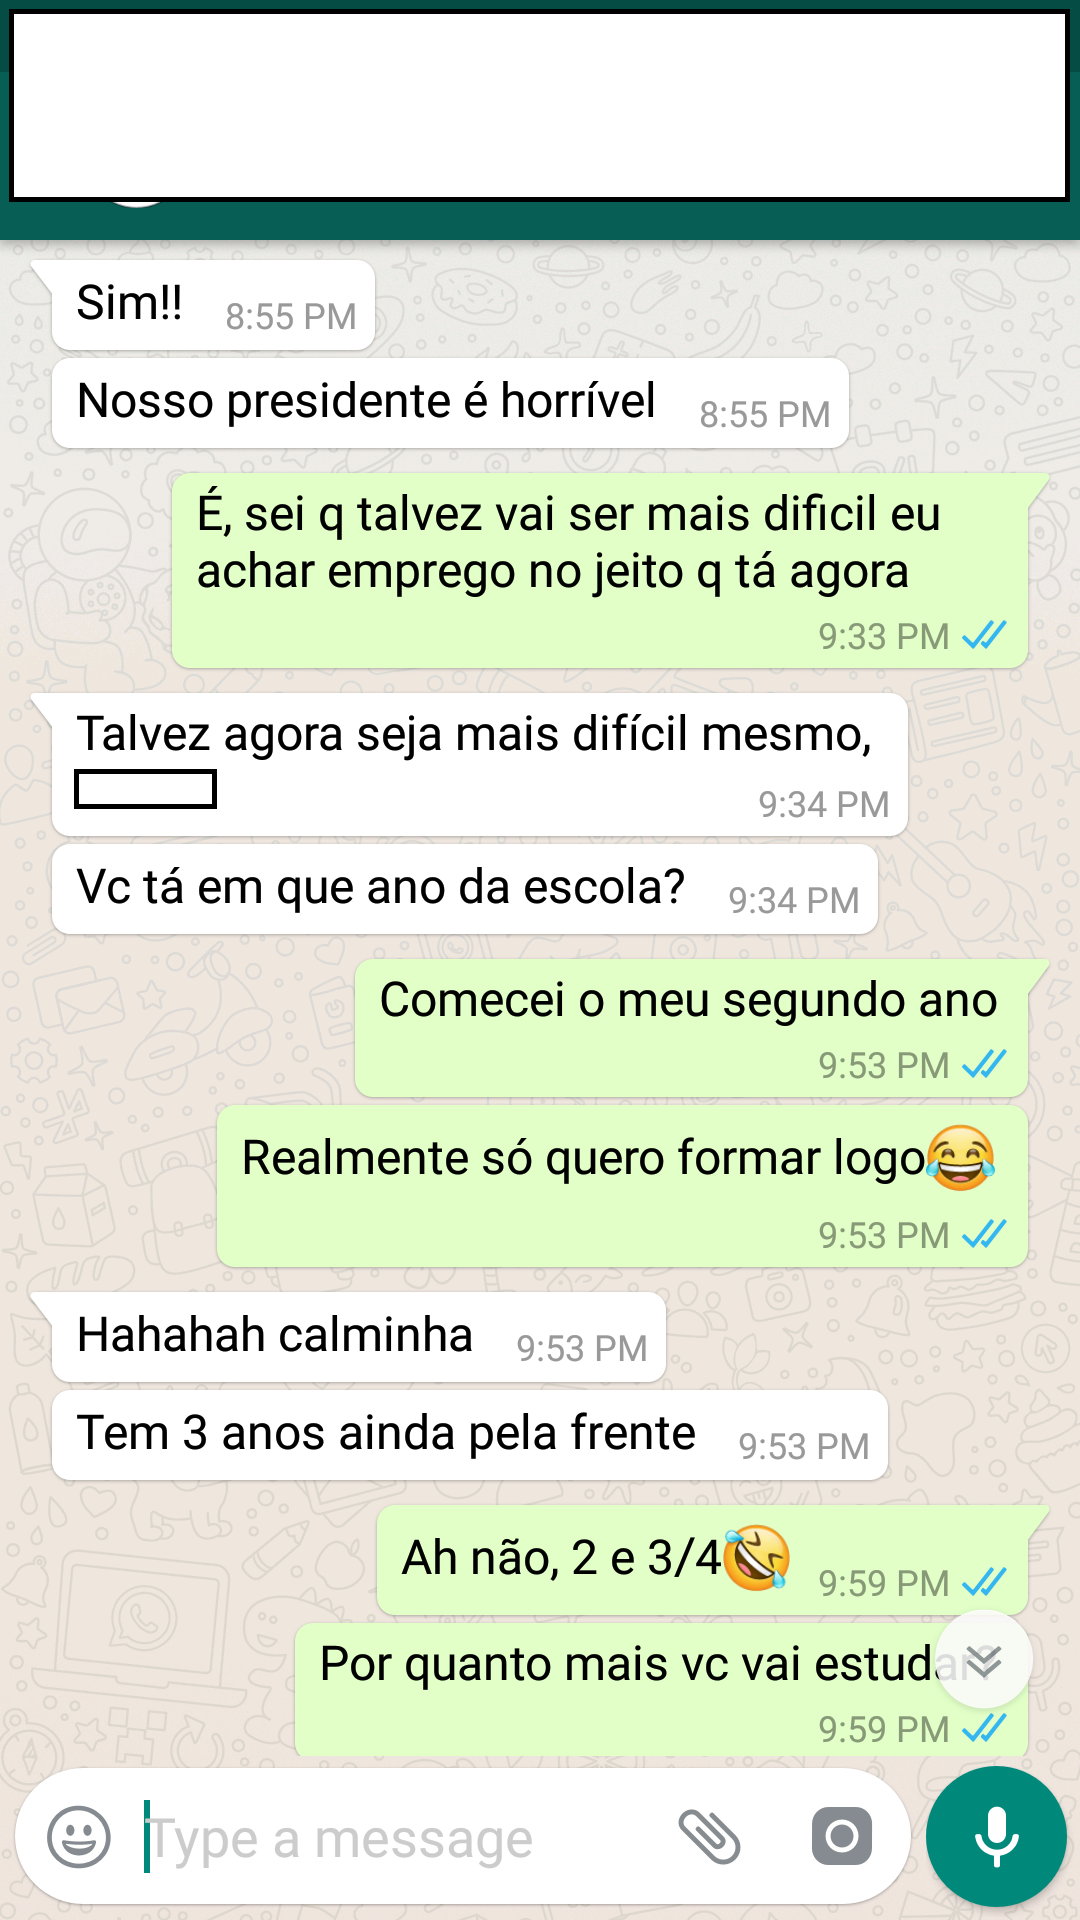 Sim!! 8:55 PM
Nosso presidente é horrível 8:55 PM
É, sei q talvez vai ser mais dificil eu
achar emprego no jeito q tá agora
9:33 PM
Talvez agora seja mais difícil mesmo,
9:34 PM
Vc tá em que ano da escola? 9:34 PM
Comecei o meu segundo ano
9:53 PM
Realmente só quero formar logo😂
9:53 PM
Hahahah calminha 9:53 PM
Tem 3 anos ainda pela frente 9:53 PM
Ah não, 2 e 3/4🤣 9:59 PM
Por quanto mais vc vai estudar?
9:59 PM
Type a message